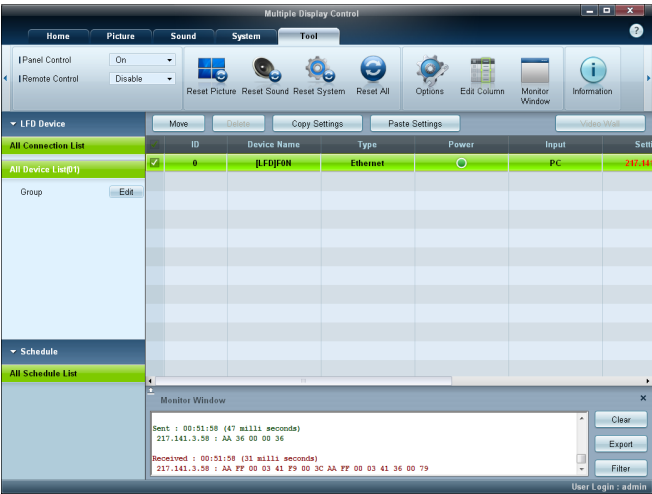 Multiple Display Control
Home Picture Sound System Tool
?
Panel Control On
Remote Control Disable
Reset Picture Reset Sound Reset System Reset All Options Edit Column Monitor Window Information
LFD Device
Move Delete Copy Settings Paste Settings Video Wall
All Connection List
ID Device Name Type Power Input Setti
All Device List(01)
0 [LFD]F0N Ethernet PC 217.141
Group Edit
Schedule
All Schedule List
Monitor Window
Sent : 00:51:58 (47 milli seconds)
217.141.3.58 : AA 36 00 00 36
Received : 00:51:58 (31 milli seconds)
217.141.3.58 : AA FF 00 03 41 F9 00 3C AA FF 00 03 41 36 00 79
Clear
Export
Filter
User Login : admin